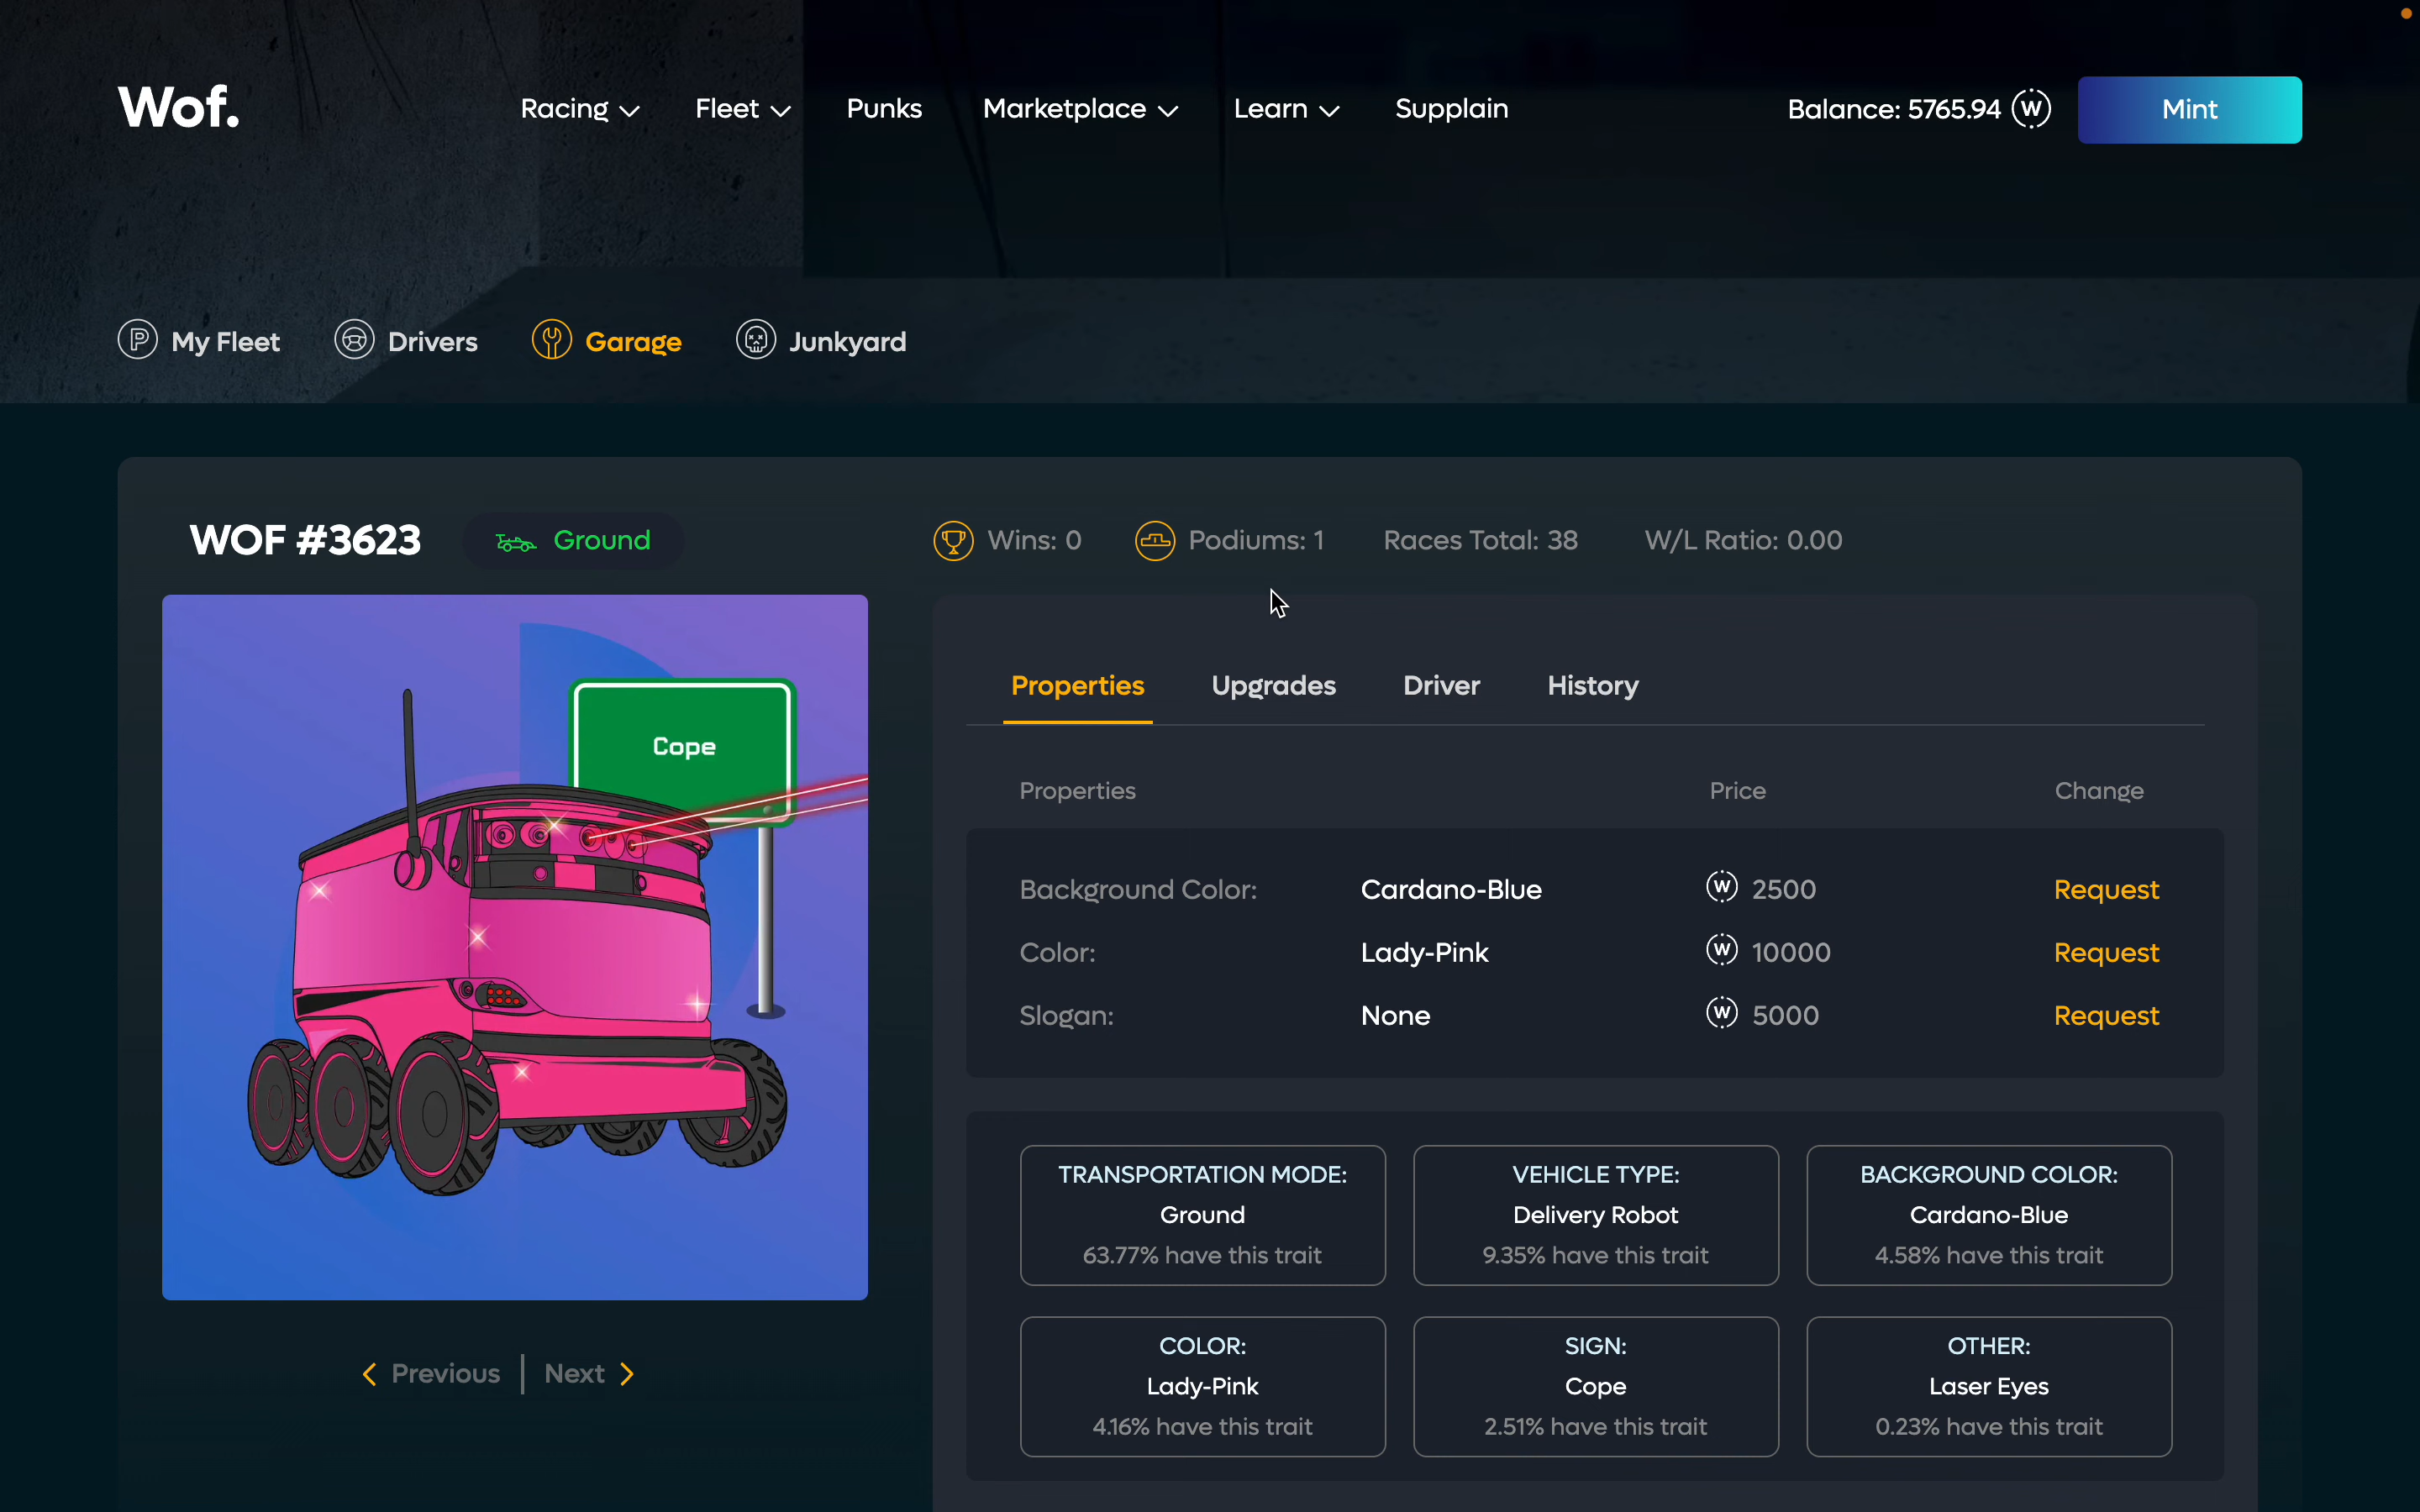 Wof.
Racing Fleet Punks Marketplace Learn Supplain Balance: 5765.94 W Mint
P My Fleet Drivers Garage Junkyard
WOF #3623 Ground Wins: 0 Podiums: 1 Races Total: 38 W/L Ratio: 0.00
Cope
Properties Upgrades Driver History
Properties Price Change
Background Color: Cardano-Blue W 2500 Request
Color: Lady-Pink W 10000 Request
Slogan: None W 5000 Request
TRANSPORTATION MODE: VEHICLE TYPE: BACKGROUND COLOR:
Ground Delivery Robot Cardano-Blue
63.77% have this trait 9.35% have this trait 4.58% have this trait
COLOR: SIGN: OTHER:
Lady-Pink Cope Laser Eyes
4.16% have this trait 2.51% have this trait 0.23% have this trait
Previous | Next